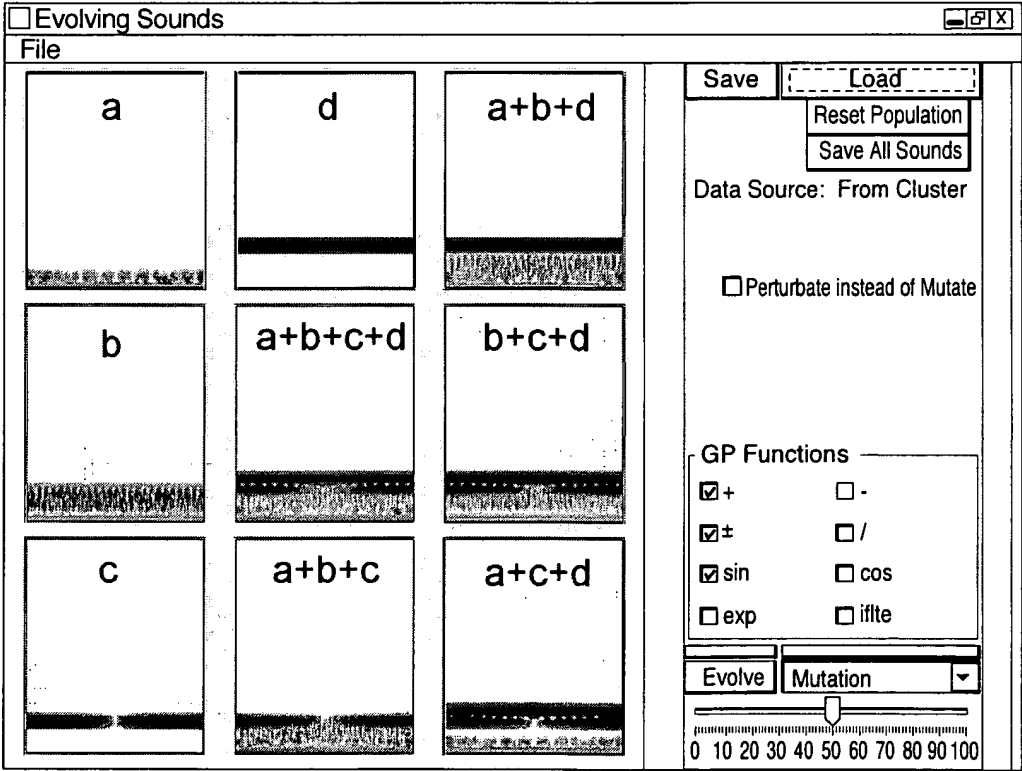 Evolving Sounds
File
a
d
a+b+d
b
a+b+c+d
b+c+d
c
a+b+c
a+c+d
Save
Load
Reset Population
Save All Sounds
Data Source: From Cluster
Perturbate instead of Mutate
GP Functions
+
-
±
/
sin
cos
exp
iflte
Evolve
Mutation
0 10 20 30 40 50 60 70 80 90 100